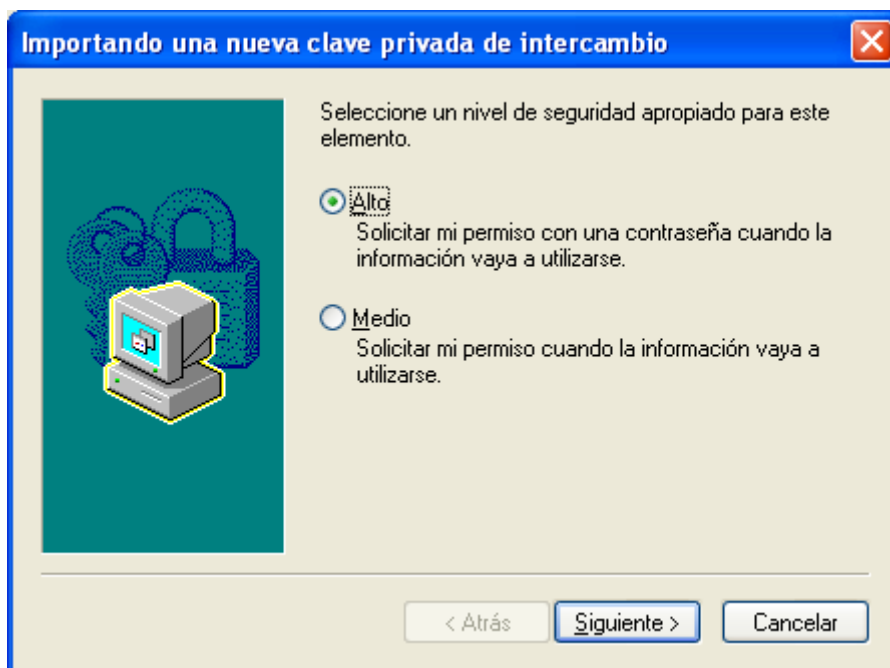 Importando una nueva clave privada de intercambio
Seleccione un nivel de seguridad apropiado para este
elemento.
Alto
Solicitar mi permiso con una contraseña cuando la
información vaya a utilizarse.
Medio
Solicitar mi permiso cuando la información vaya a
utilizarse.
< Atrás
Siguiente >
Cancelar